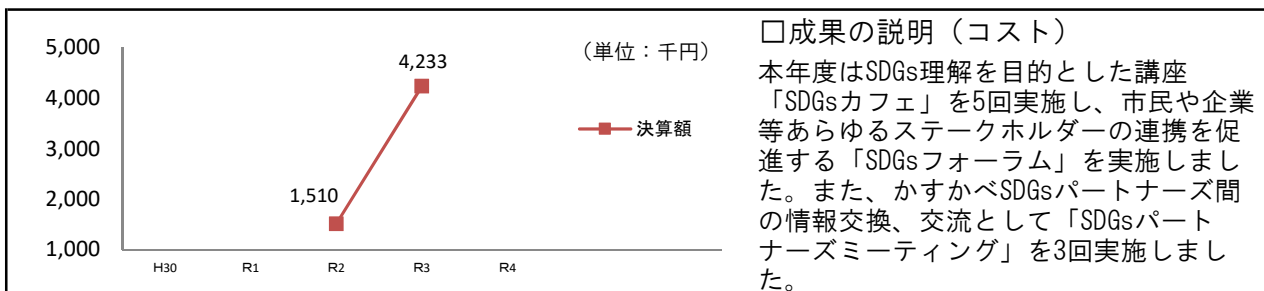 5,000
4,000
3,000
2,000
1,000
(単位：千円)
4,233
1,510
決算額
H30
R1
R2
R3
R4
□成果の説明（コスト）
本年度はSDGs理解を目的とした講座
「SDGsカフェ」を5回実施し、市民や企業
等あらゆるステークホルダーの連携を促
進する「SDGsフォーラム」を実施しまし
た。また、かすかべSDGsパートナーズ間
の情報交換、交流として「SDGsパート
ナーズミーティング」を3回実施しまし
た。